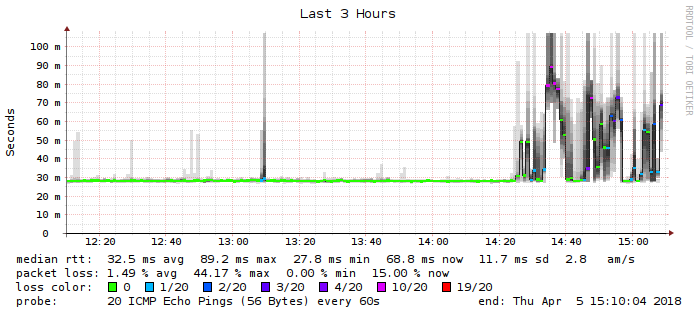 Last 3 Hours
RRDTOOL / TOBI OETIKER
Seconds
100 m
90 m
80 m
70 m
60 m
50 m
40 m
30 m
20 m
10 m
0
12:20 12:40 13:00 13:20 13:40 14:00 14:20 14:40 15:00
median rtt: 32.5 ms avg 89.2 ms max 27.8 ms min 68.8 ms now 11.7 ms sd 2.8 am/s
packet loss: 1.49 % avg 44.17 % max 0.00 % min 15.00 % now
loss color: 0 1/20 2/20 3/20 4/20 10/20 19/20
probe: 20 ICMP Echo Pings (56 Bytes) every 60s end: Thu Apr 5 15:10:04 2018